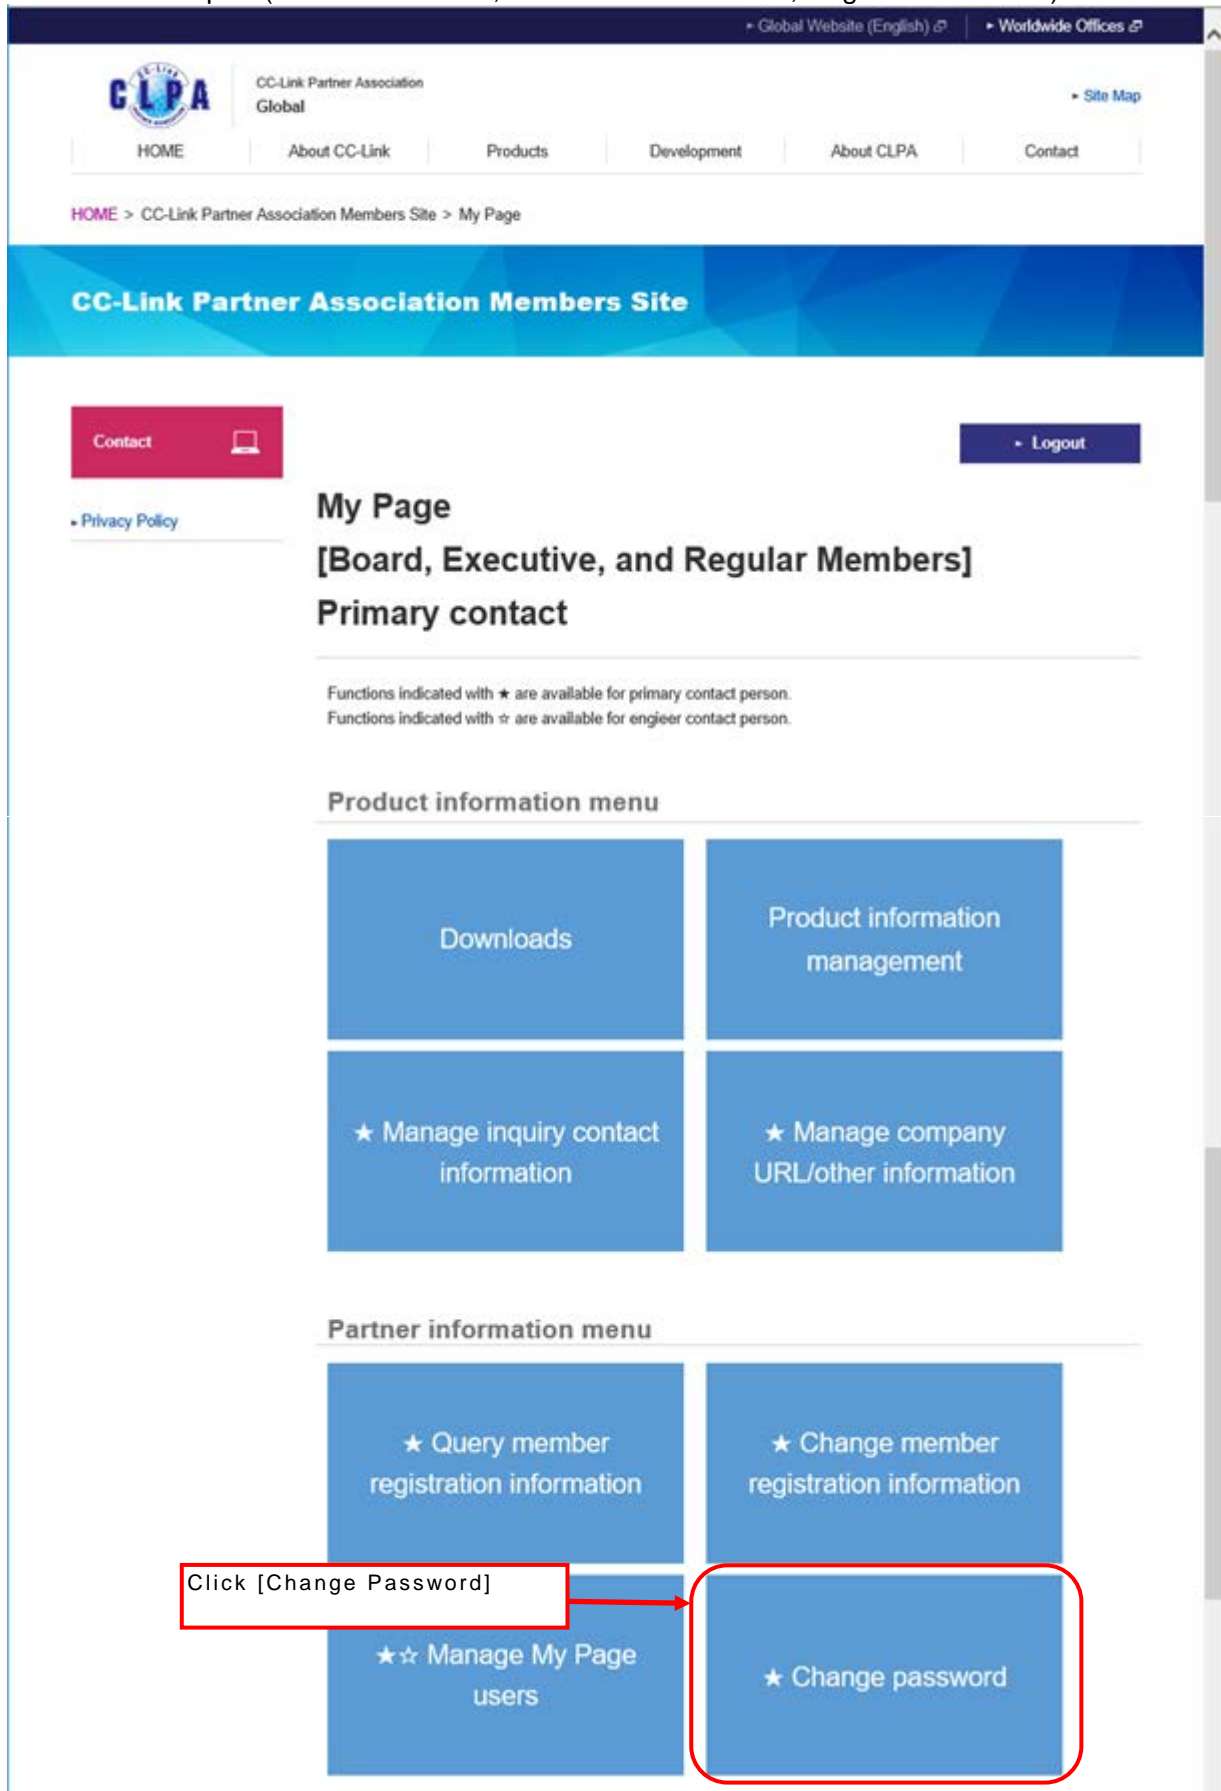 ▸ Global Website (English) ▸ Worldwide Offices
CC-Link
CLPA
CC-Link Partner Association
Global
▸ Site Map
HOME About CC-Link Products Development About CLPA Contact
HOME > CC-Link Partner Association Members Site > My Page
CC-Link Partner Association Members Site
Contact
▸ Logout
▸ Privacy Policy
My Page
[Board, Executive, and Regular Members]
Primary contact
Functions indicated with ★ are available for primary contact person.
Functions indicated with ☆ are available for engieer contact person.
Product information menu
Downloads
Product information
management
★ Manage inquiry contact
information
★ Manage company
URL/other information
Partner information menu
★ Query member
registration information
★ Change member
registration information
Click [Change Password]
★☆ Manage My Page
users
★ Change password